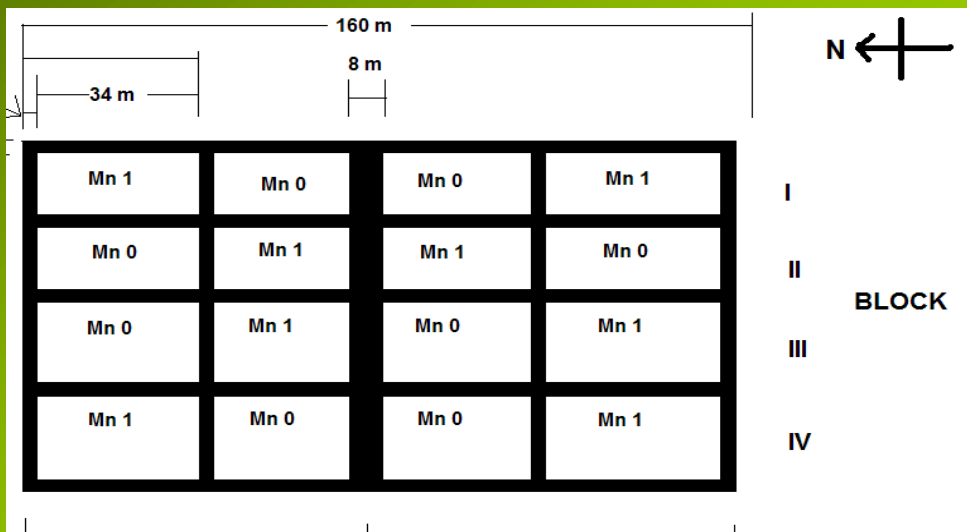 160 m
N
8 m
34 m
Mn 1 Mn 0 Mn 0 Mn 1 I
Mn 0 Mn 1 Mn 1 Mn 0 II
BLOCK
Mn 0 Mn 1 Mn 0 Mn 1 III
Mn 1 Mn 0 Mn 0 Mn 1 IV